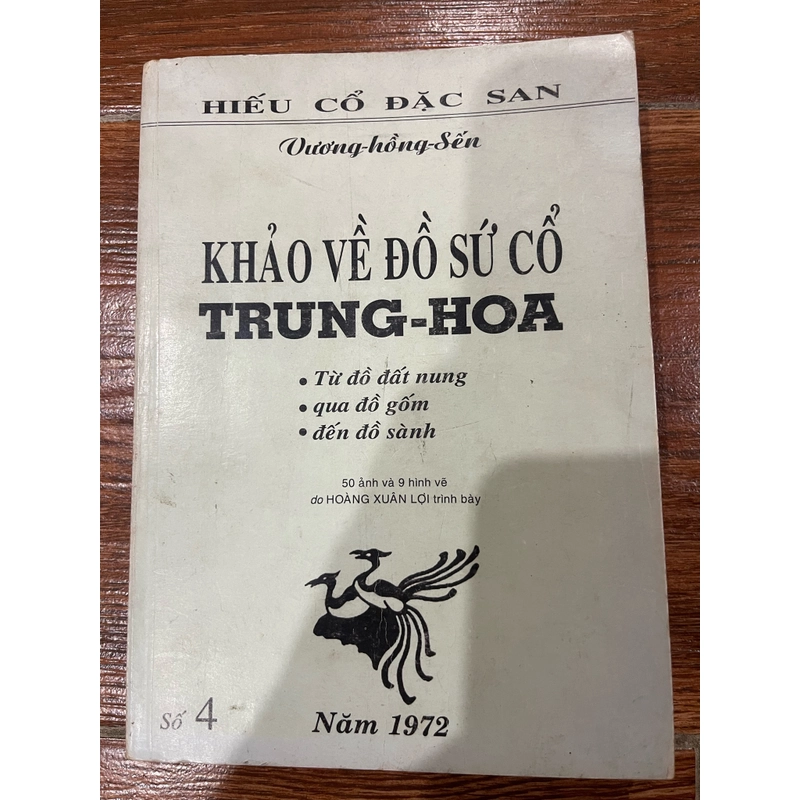 HIẾU CỔ ĐẶC SAN
Vương-hồng-Sến
KHẢO VỀ ĐỒ SỨ CỔ
TRUNG-HOA
• Từ đồ đất nung
• qua đồ gốm
• đến đồ sành
50 ảnh và 9 hình vẽ
do HOÀNG XUÂN LỢI trình bày
Số 4
Năm 1972